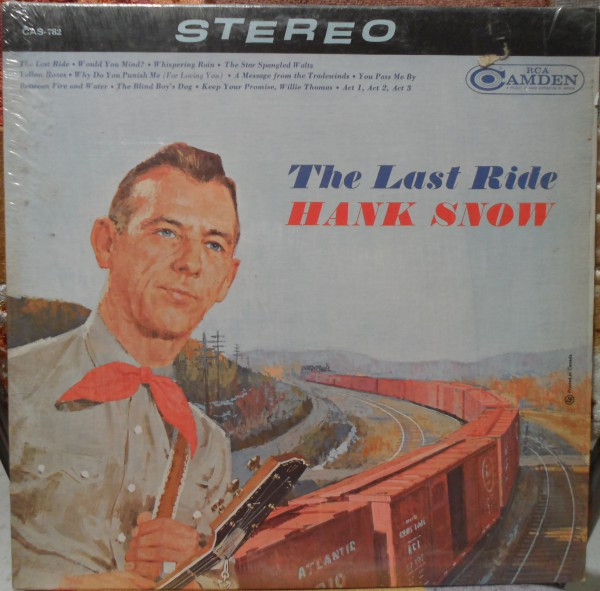 STEREO
CAS-782
The Last Ride • Would You Mind? • Whispering Rain • The Star Spangled Waltz
Yellow Roses • Why Do You Punish Me (For Loving You) • A Message from the Tradewinds • You Pass Me By
Between Fire and Water • The Blind Boy's Dog • Keep Your Promise, Willie Thomas • Act 1, Act 2, Act 3
RCA
CAMDEN
The Last Ride
HANK SNOW
ATLANTIC